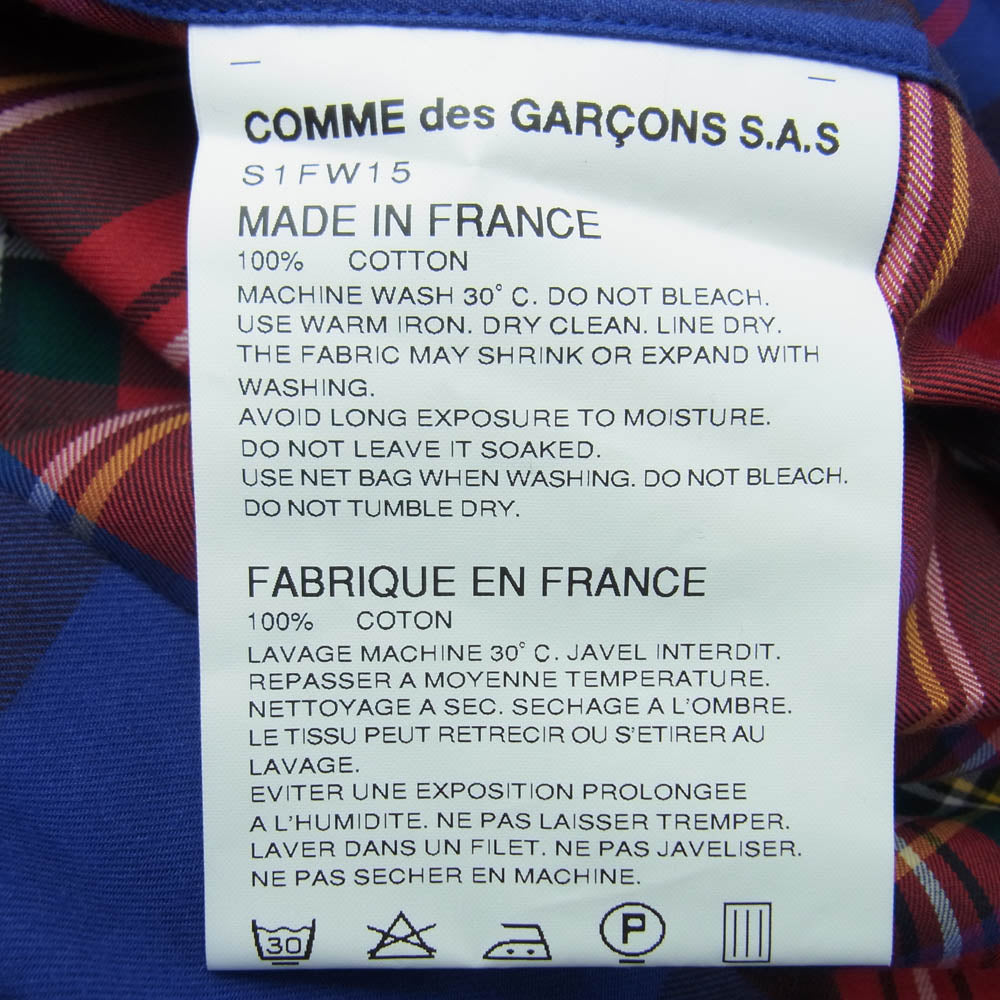 COMME des GARÇONS S.A.S
S1FW15
MADE IN FRANCE
100% COTTON
MACHINE WASH 30° C. DO NOT BLEACH.
USE WARM IRON. DRY CLEAN. LINE DRY.
THE FABRIC MAY SHRINK OR EXPAND WITH
WASHING.
AVOID LONG EXPOSURE TO MOISTURE.
DO NOT LEAVE IT SOAKED.
USE NET BAG WHEN WASHING. DO NOT BLEACH.
DO NOT TUMBLE DRY.
FABRIQUE EN FRANCE
100% COTON
LAVAGE MACHINE 30° C. JAVEL INTERDIT.
REPASSER A MOYENNE TEMPERATURE.
NETTOYAGE A SEC. SECHAGE A L'OMBRE.
LE TISSU PEUT RETRECIR OU S'ETIRER AU
LAVAGE.
EVITER UNE EXPOSITION PROLONGEE
A L'HUMIDITE. NE PAS LAISSER TREMPER.
LAVER DANS UN FILET. NE PAS JAVELISER.
NE PAS SECHER EN MACHINE.
30 P